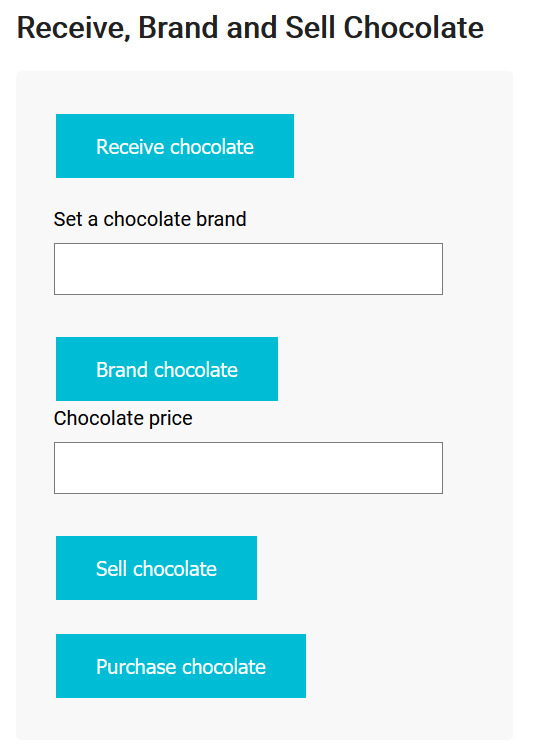 Receive, Brand and Sell Chocolate
Receive chocolate
Set a chocolate brand
Brand chocolate
Chocolate price
Sell chocolate
Purchase chocolate